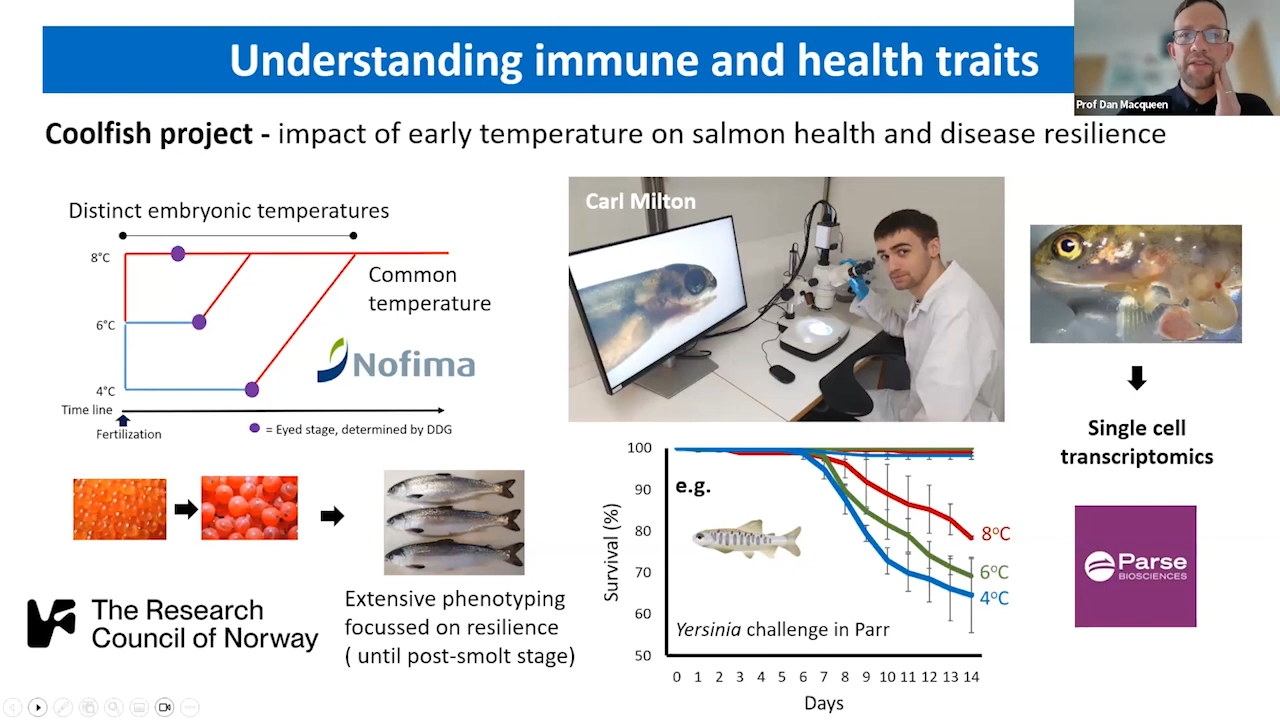 Understanding immune and health traits
Prof Dan Macqueen
Coolfish project - impact of early temperature on salmon health and disease resilience
Distinct embryonic temperatures
8°C
6°C
4°C
Common
temperature
Nofima
Time line
Fertilization
= Eyed stage, determined by DDG
Carl Milton
Single cell
transcriptomics
Parse
BIOSCIENCES
The Research
Council of Norway
Extensive phenotyping
focussed on resilience
( until post-smolt stage)
Survival (%)
100
90
80
70
60
50
e.g.
8°C
6°C
4°C
Yersinia challenge in Parr
0 1 2 3 4 5 6 7 8 9 10 11 12 13 14
Days